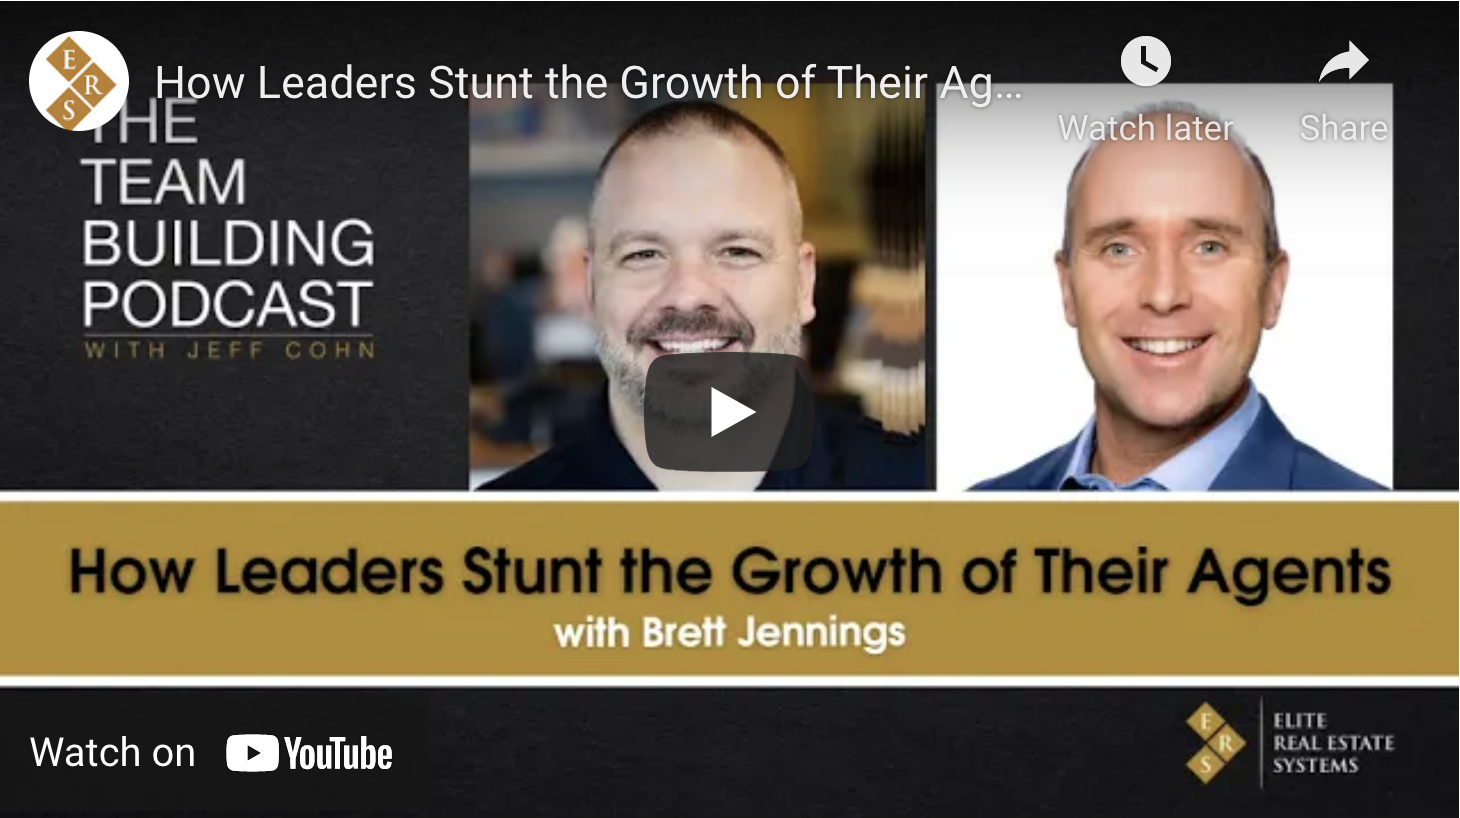 E
R
S
How Leaders Stunt the Growth of Their Ag...
Watch later
Share
THE
TEAM
BUILDING
PODCAST
WITH JEFF COHN
How Leaders Stunt the Growth of Their Agents
with Brett Jennings
Watch on YouTube
E
R
S
ELITE
REAL ESTATE
SYSTEMS